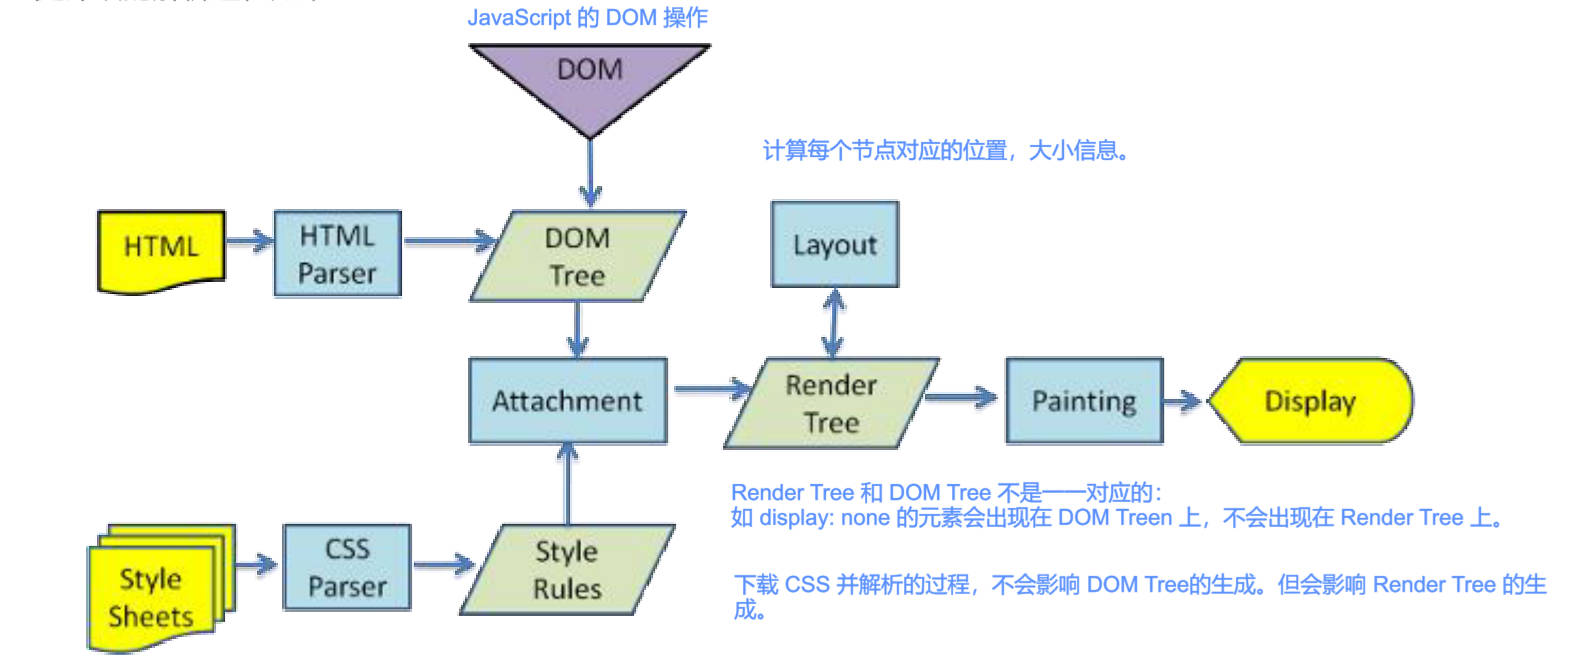 JavaScript 的 DOM 操作
DOM
计算每个节点对应的位置，大小信息。
HTML
HTML
Parser
DOM
Tree
Layout
Attachment
Render
Tree
Painting
Display
Render Tree 和 DOM Tree 不是一一对应的：
如 display: none 的元素会出现在 DOM Treen 上，不会出现在 Render Tree 上。
Style
Sheets
CSS
Parser
Style
Rules
下载 CSS 并解析的过程，不会影响 DOM Tree的生成。但会影响 Render Tree 的生
成。